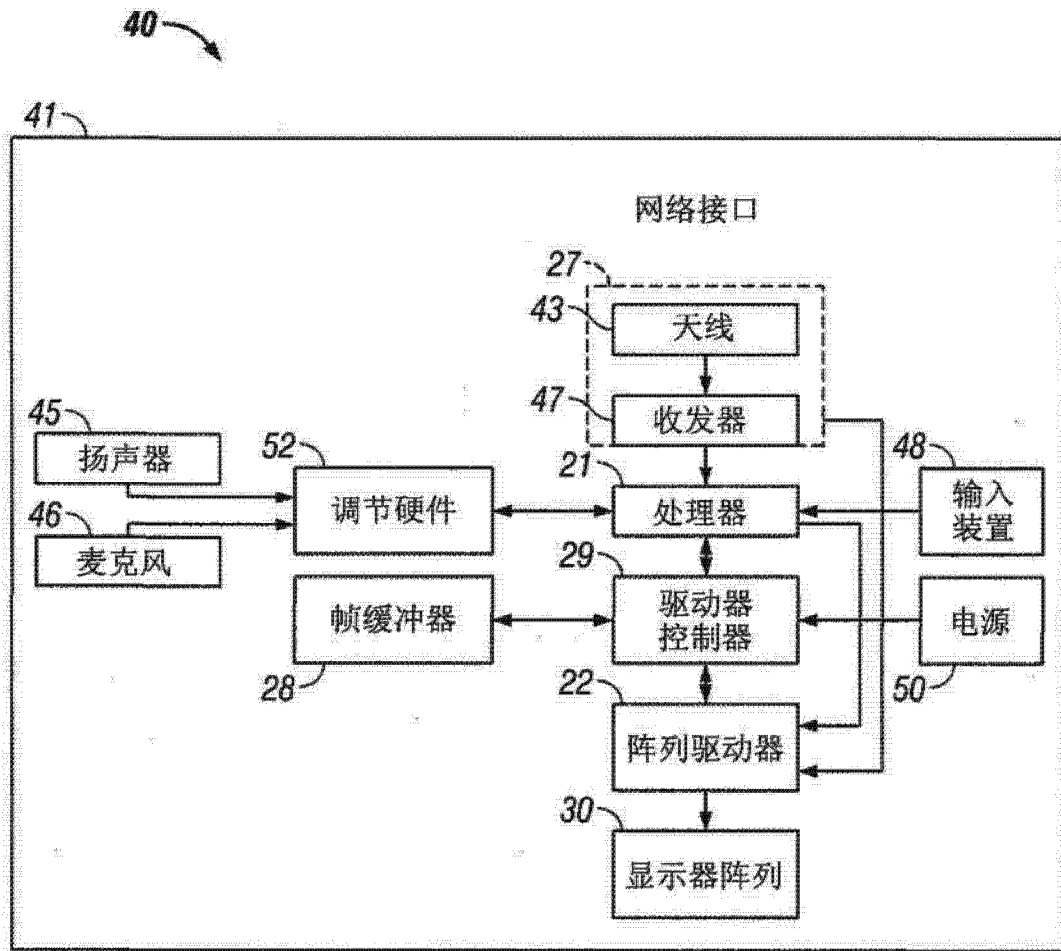 40
41
网络接口
27
43
天线
47
收发器
45
扬声器
46
麦克风
52
调节硬件
21
处理器
48
输入
装置
29
驱动器
控制器
帧缓冲器
28
电源
50
22
阵列驱动器
30
显示器阵列